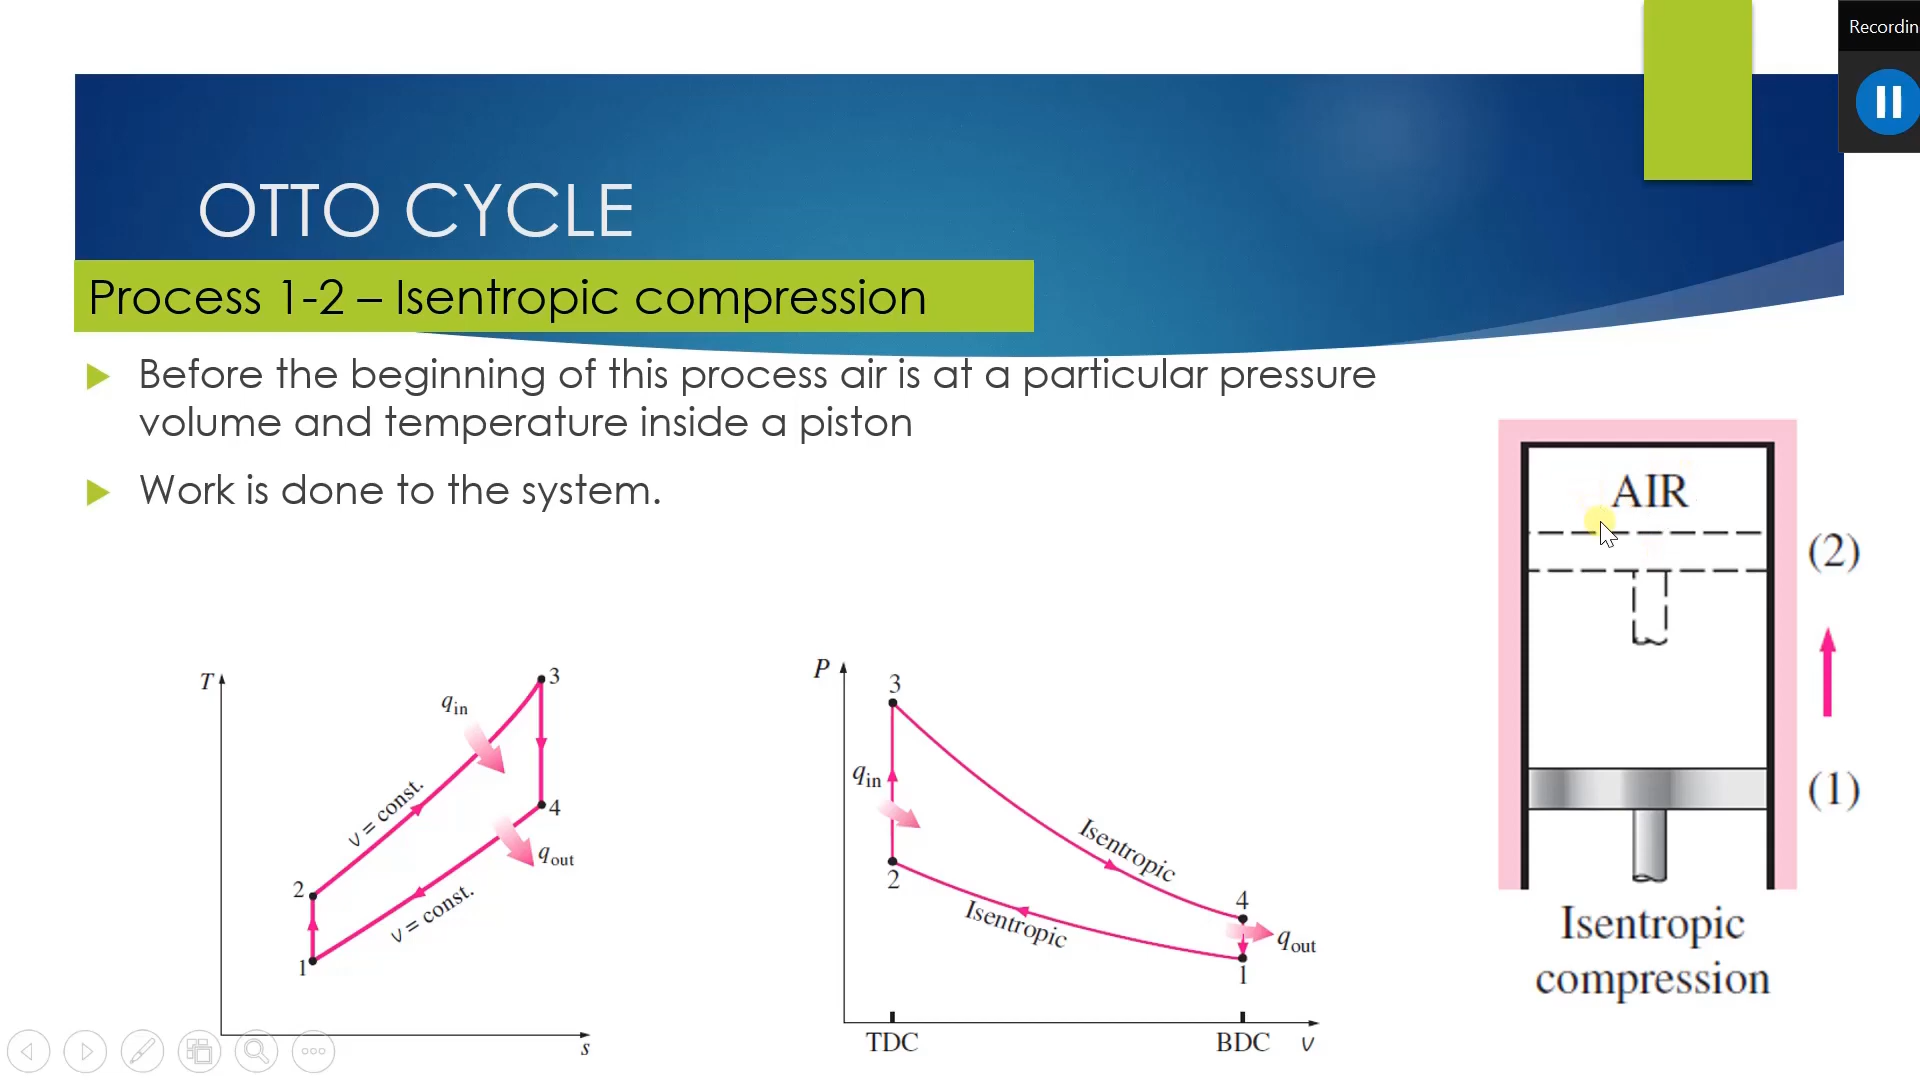 Recordin
OTTO CYCLE
Process 1-2 – Isentropic compression
Before the beginning of this process air is at a particular pressure
volume and temperature inside a piston
Work is done to the system.
T
3
qin
v = const.
4
qout
2
v = const.
1
s
P
3
qin
Isentropic
2
4
Isentropic
qout
1
TDC
BDC
v
AIR
(2)
(1)
Isentropic
compression